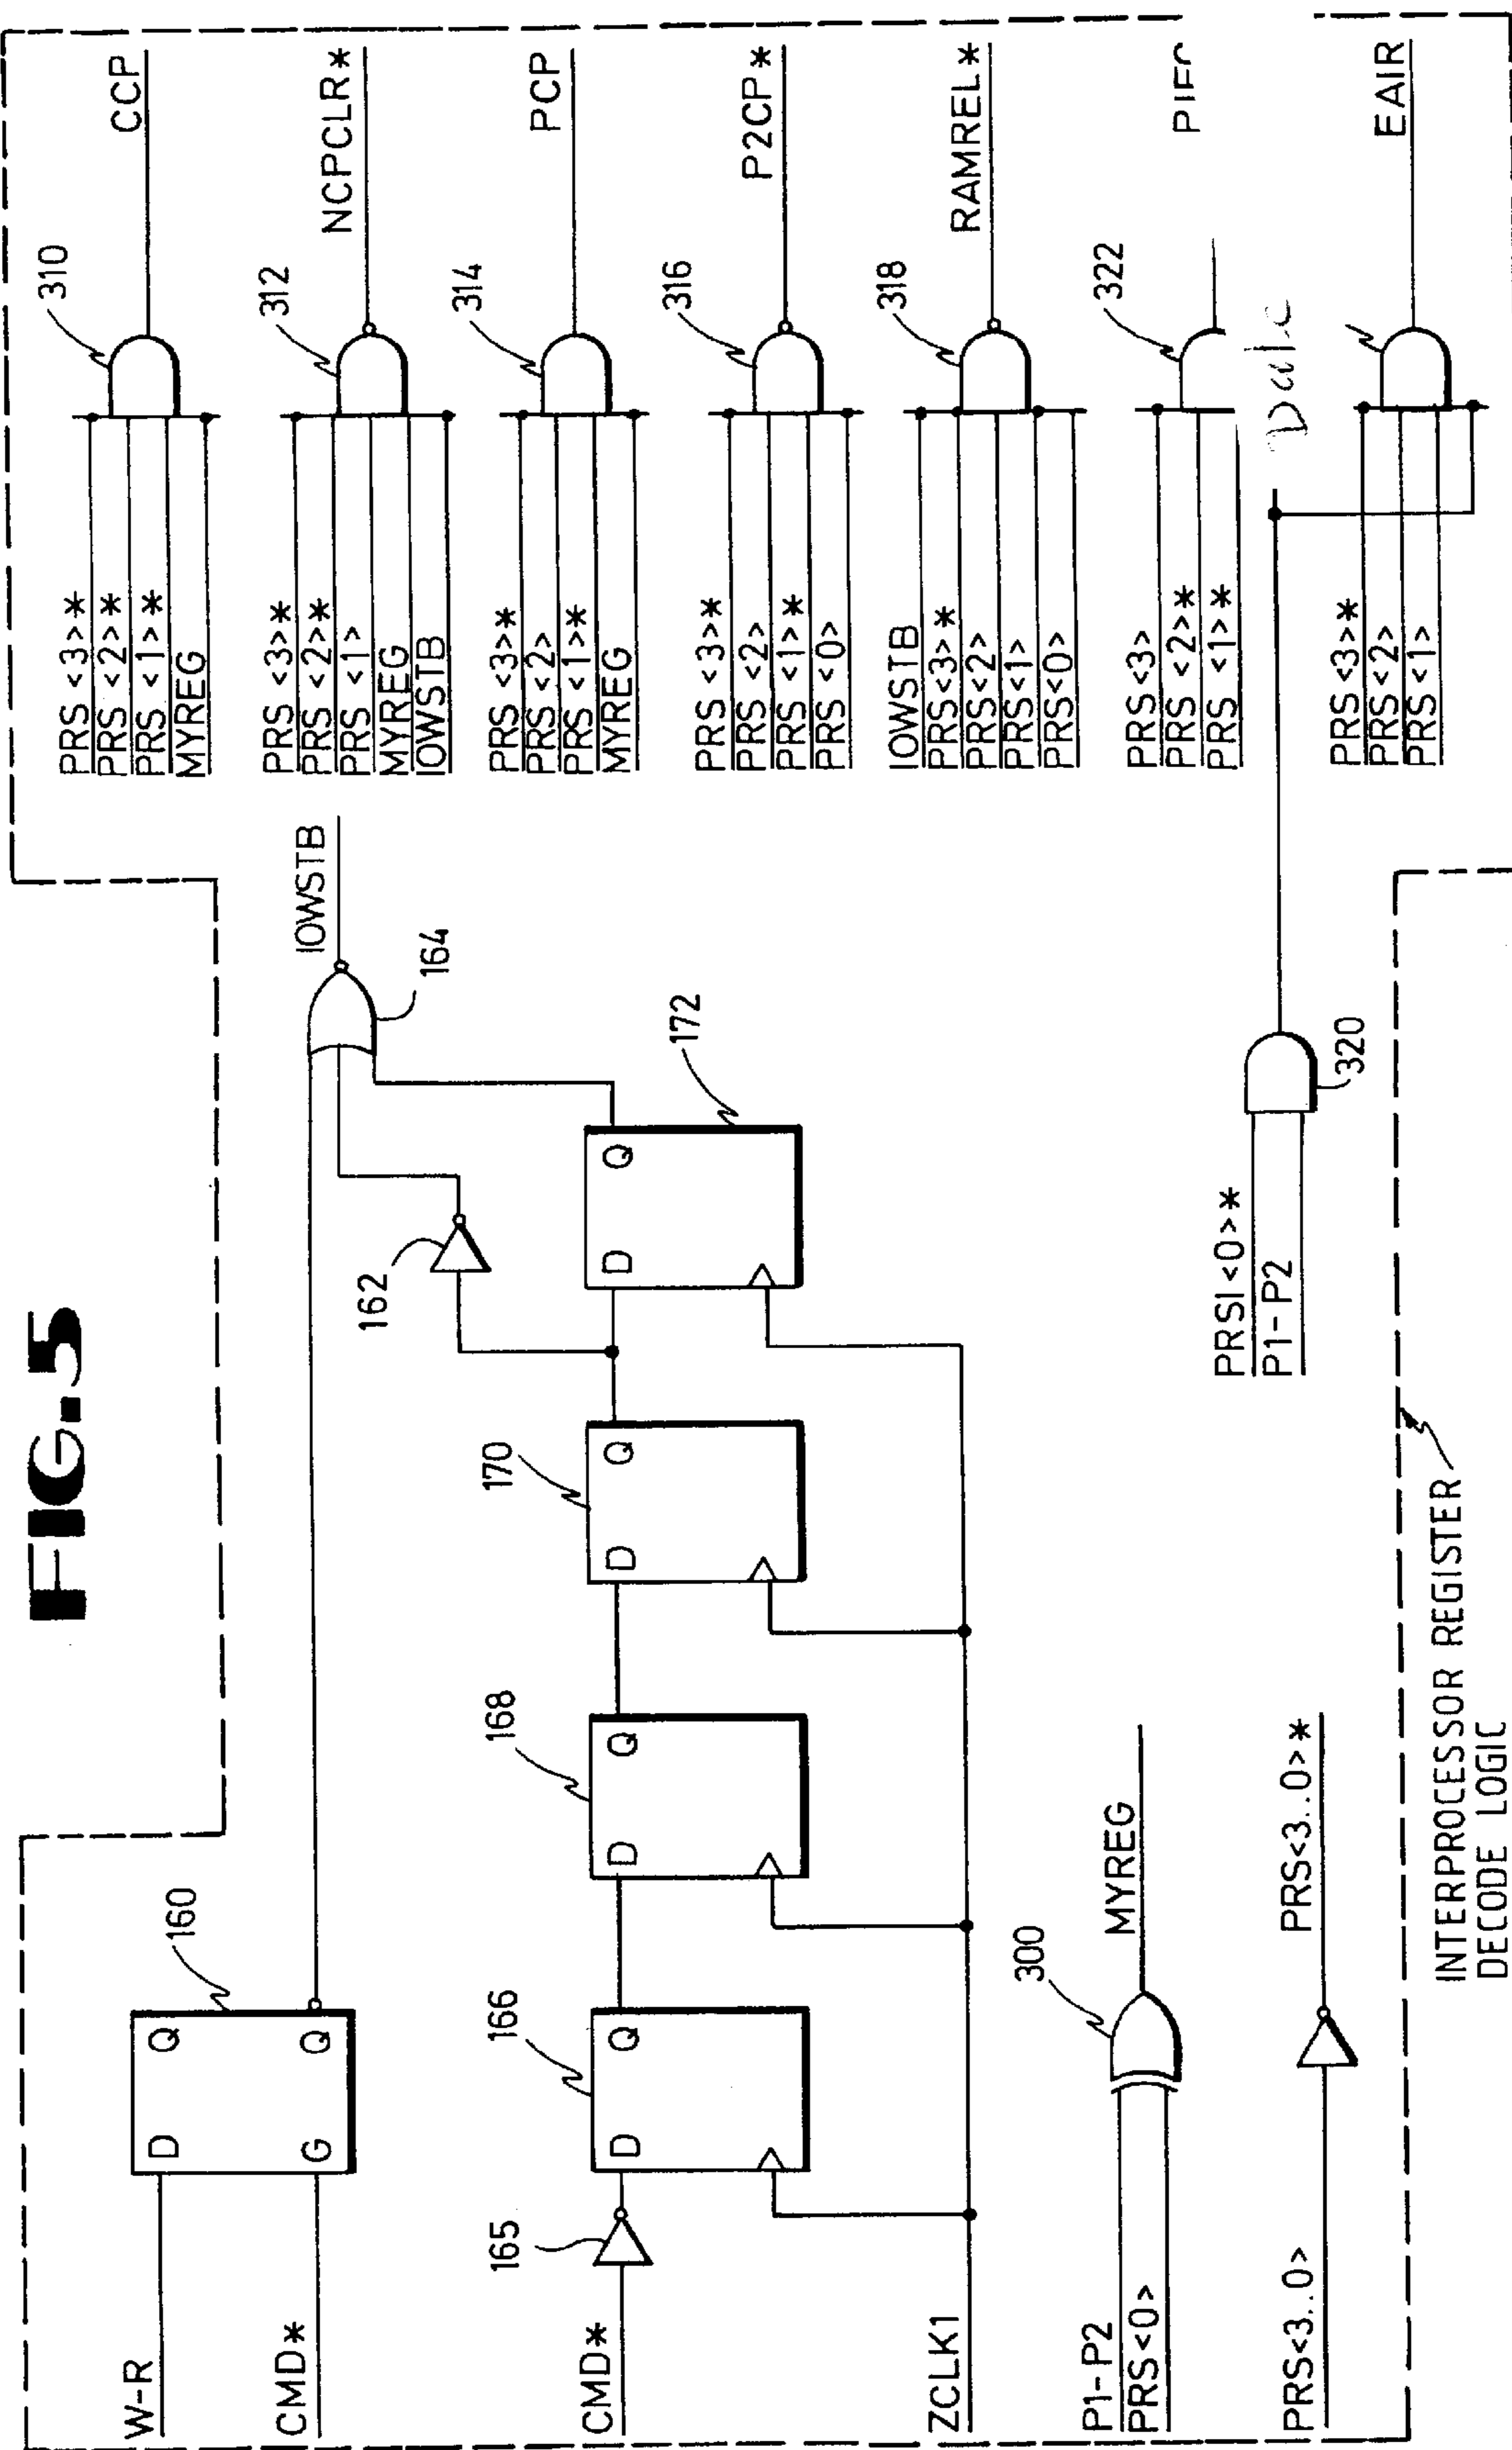 FIG.5
W-R
CMD*
D
Q
G
Q
160
IOWSTB
164
162
CMD*
165
D
Q
166
D
Q
168
D
Q
170
D
Q
172
ZCLK1
P1-P2
PRS<0>
300
MYREG
PRS<3..0>
PRS<3..0>*
PRS1<0>*
P1-P2
320
INTERPROCESSOR REGISTER
DECODE LOGIC
PRS <3>*
PRS <2>*
PRS <1>*
MYREG
310
CCP
PRS <3>*
PRS <2>*
PRS <1>
MYREG
IOWSTB
312
NCPCLR*
PRS <3>*
PRS <2>
PRS <1>*
MYREG
314
PCP
PRS <3>*
PRS <2>
PRS <1>*
PRS <0>
316
P2CP*
IOWSTB
PRS<3>*
PRS<2>
PRS<1>
PRS<0>
318
RAMREL*
PRS<3>
PRS <2>*
PRS <1>*
322
PRS<3>*
PRS<2>
PRS<1>
EAIR